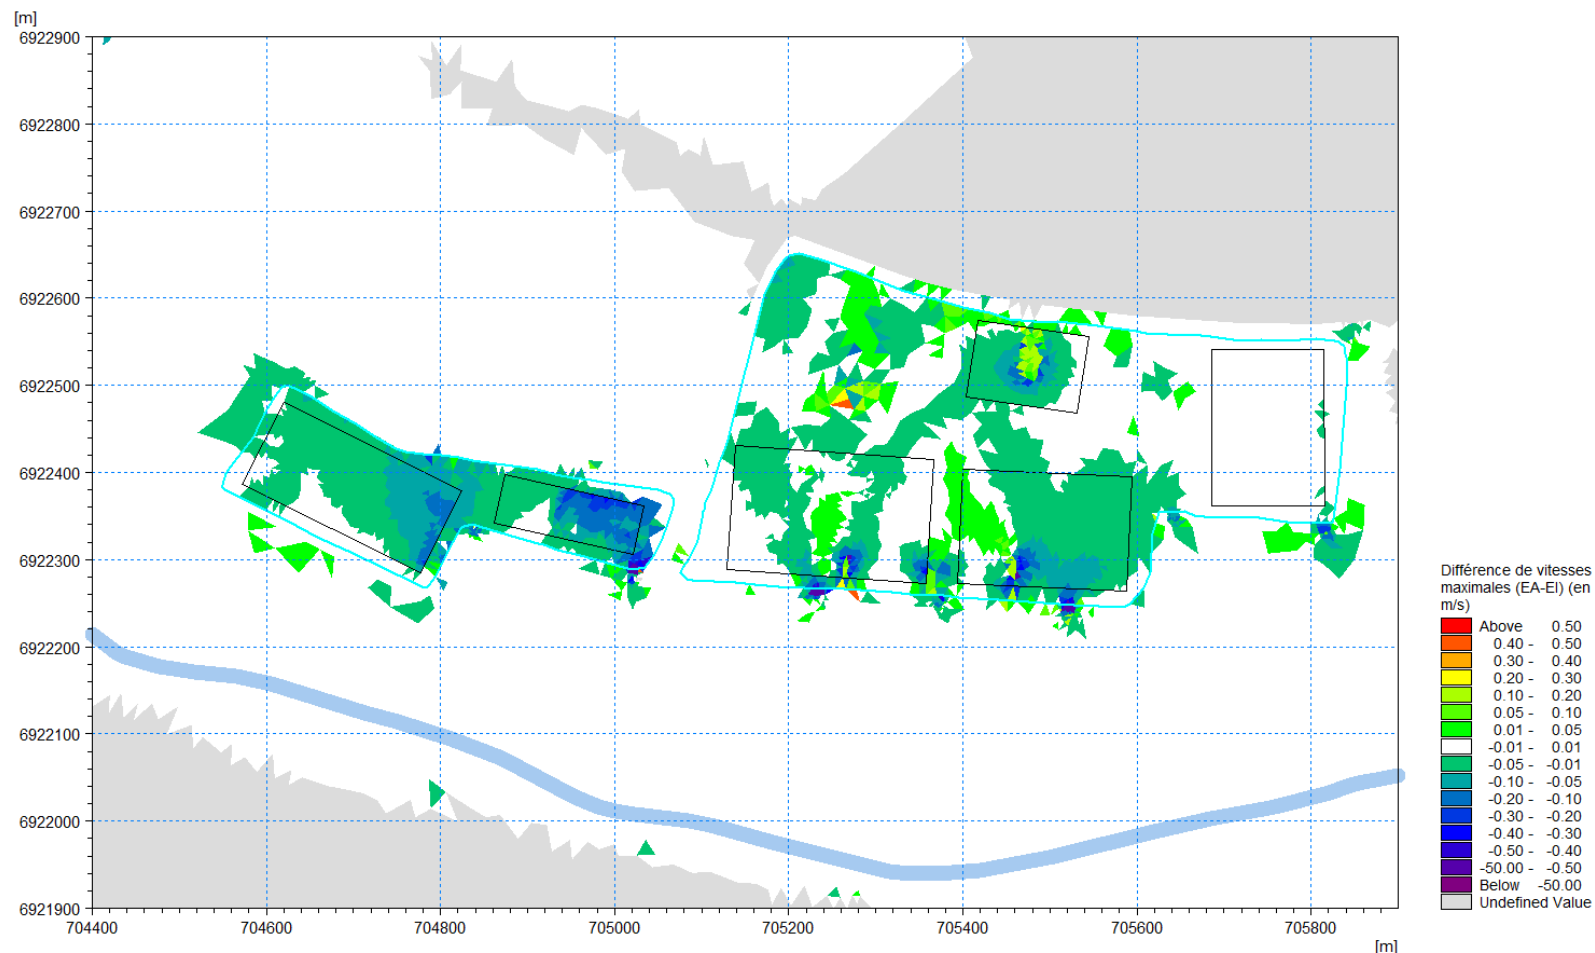 [m]
6922900
6922800
6922700
6922600
6922500
6922400
6922300
6922200
6922100
6922000
6921900
704400 704600 704800 705000 705200 705400 705600 705800
[m]
Différence de vitesses
maximales (EA-EI) (en
m/s)
Above 0.50
0.40 - 0.50
0.30 - 0.40
0.20 - 0.30
0.10 - 0.20
0.05 - 0.10
0.01 - 0.05
-0.01 - 0.01
-0.05 - -0.01
-0.10 - -0.05
-0.20 - -0.10
-0.30 - -0.20
-0.40 - -0.30
-0.50 - -0.40
-50.00 - -0.50
Below -50.00
Undefined Value